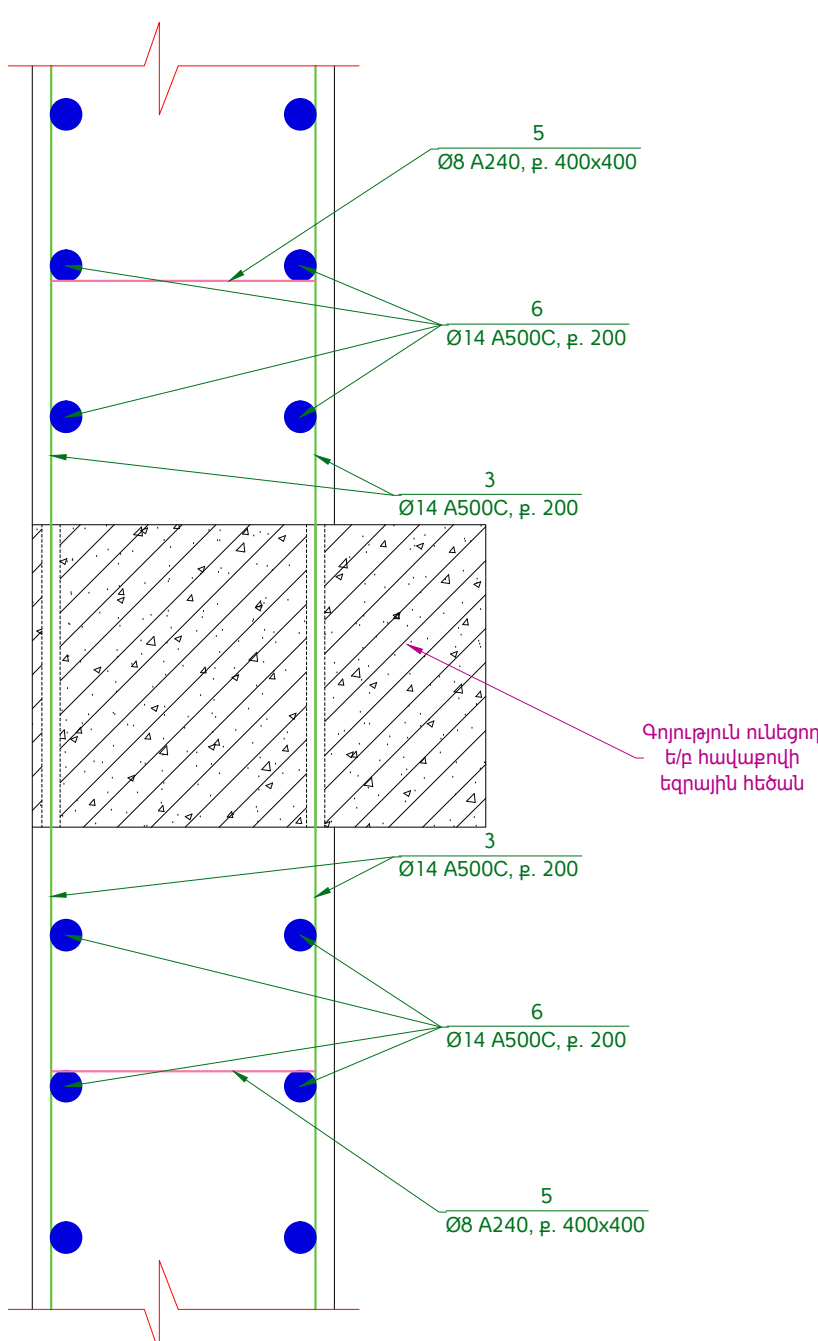 5
Ø8 A240, ք. 400x400
6
Ø14 A500C, ք. 200
3
Ø14 A500C, ք. 200
Գոյություն ունեցող
ե/բ հավաքովի
եզրային հեծան
3
Ø14 A500C, ք. 200
6
Ø14 A500C, ք. 200
5
Ø8 A240, ք. 400x400